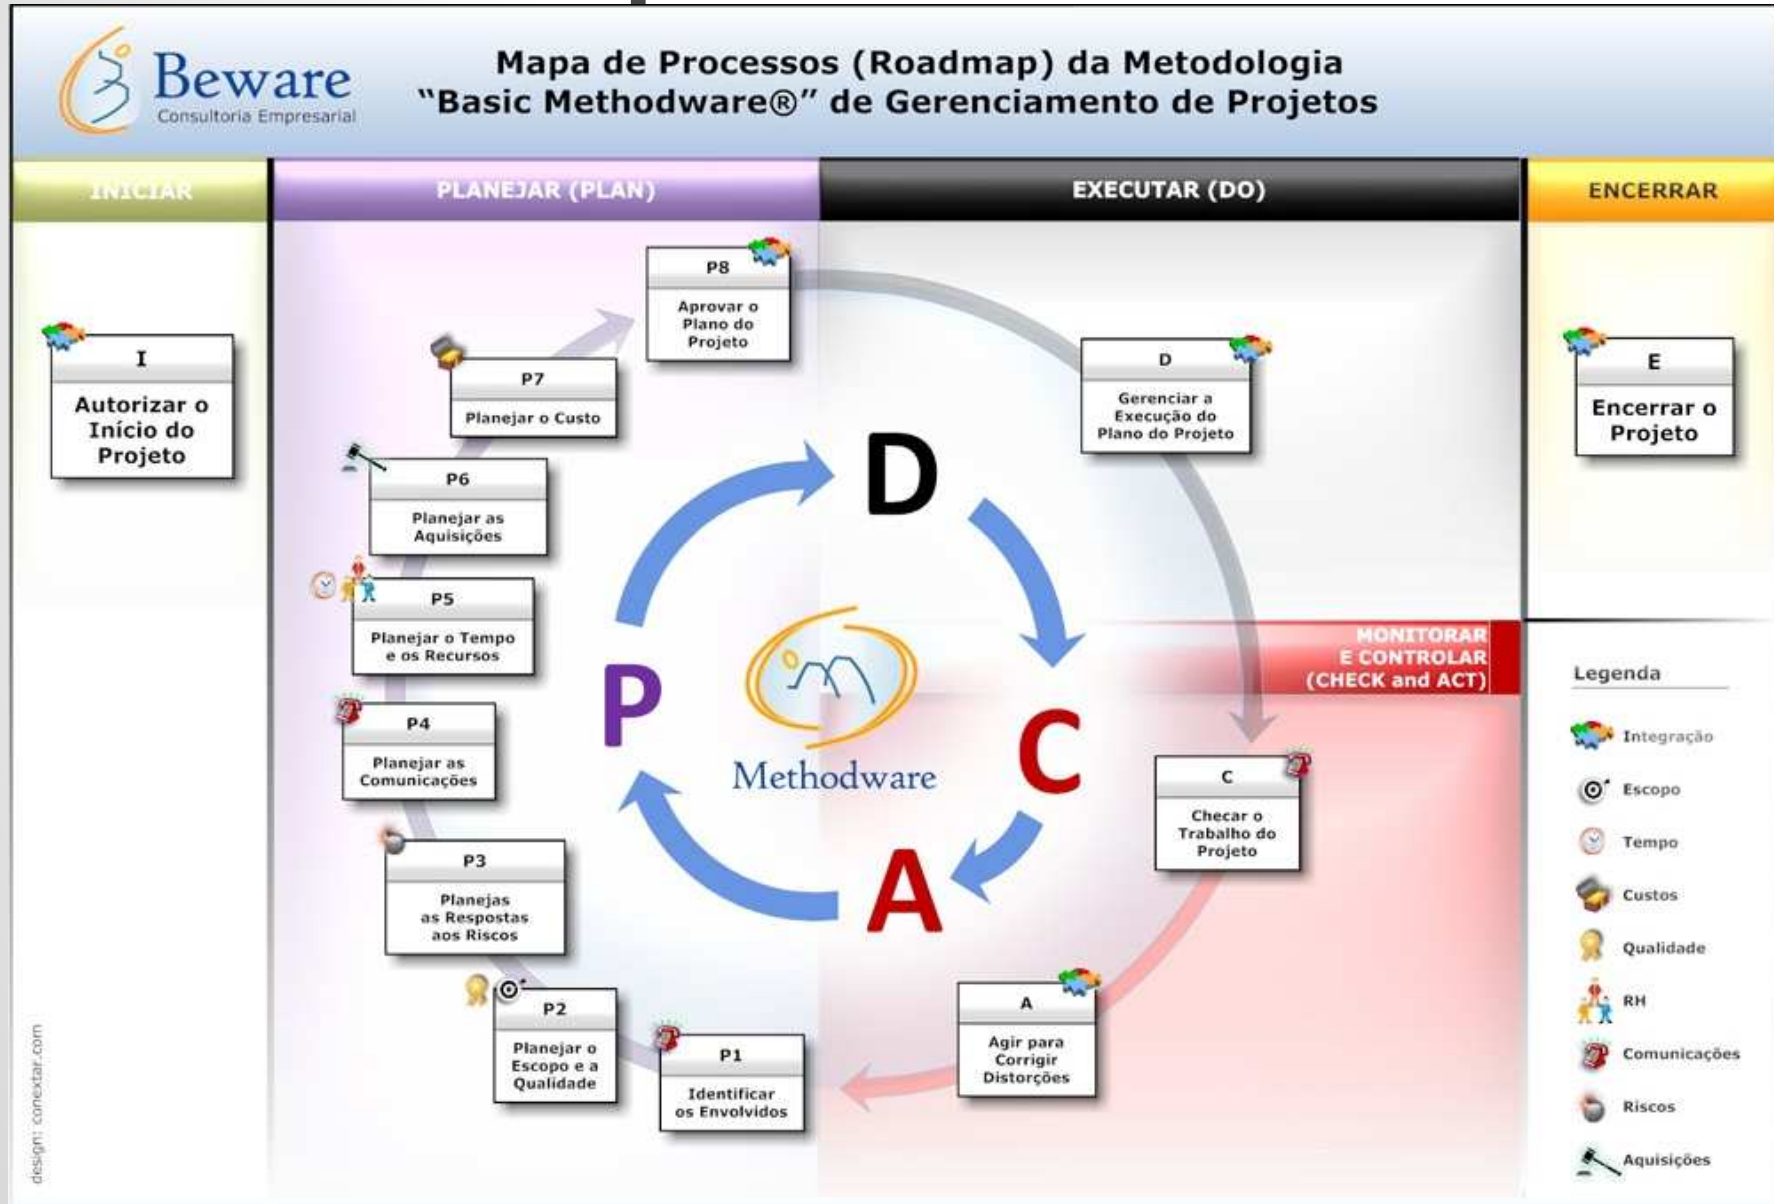 Beware
Consultoria Empresarial
Mapa de Processos (Roadmap) da Metodologia
“Basic Methodware®” de Gerenciamento de Projetos
INICIAR
PLANEJAR (PLAN)
EXECUTAR (DO)
ENCERRAR
I
Autorizar o
Início do
Projeto
P8
Aprovar o
Plano do
Projeto
P7
Planejar o Custo
P6
Planejar as
Aquisições
P5
Planejar o Tempo
e os Recursos
P4
Planejar as
Comunicações
P3
Planejas
as Respostas
aos Riscos
P2
Planejar o
Escopo e a
Qualidade
P1
Identificar
os Envolvidos
D
Gerenciar a
Execução do
Plano do Projeto
D
P
C
A
Methodware
MONITORAR
E CONTROLAR
(CHECK and ACT)
C
Checar o
Trabalho do
Projeto
A
Agir para
Corrigir
Distorções
E
Encerrar o
Projeto
Legenda
Integração
Escopo
Tempo
Custos
Qualidade
RH
Comunicações
Riscos
Aquisições
design: conextar.com